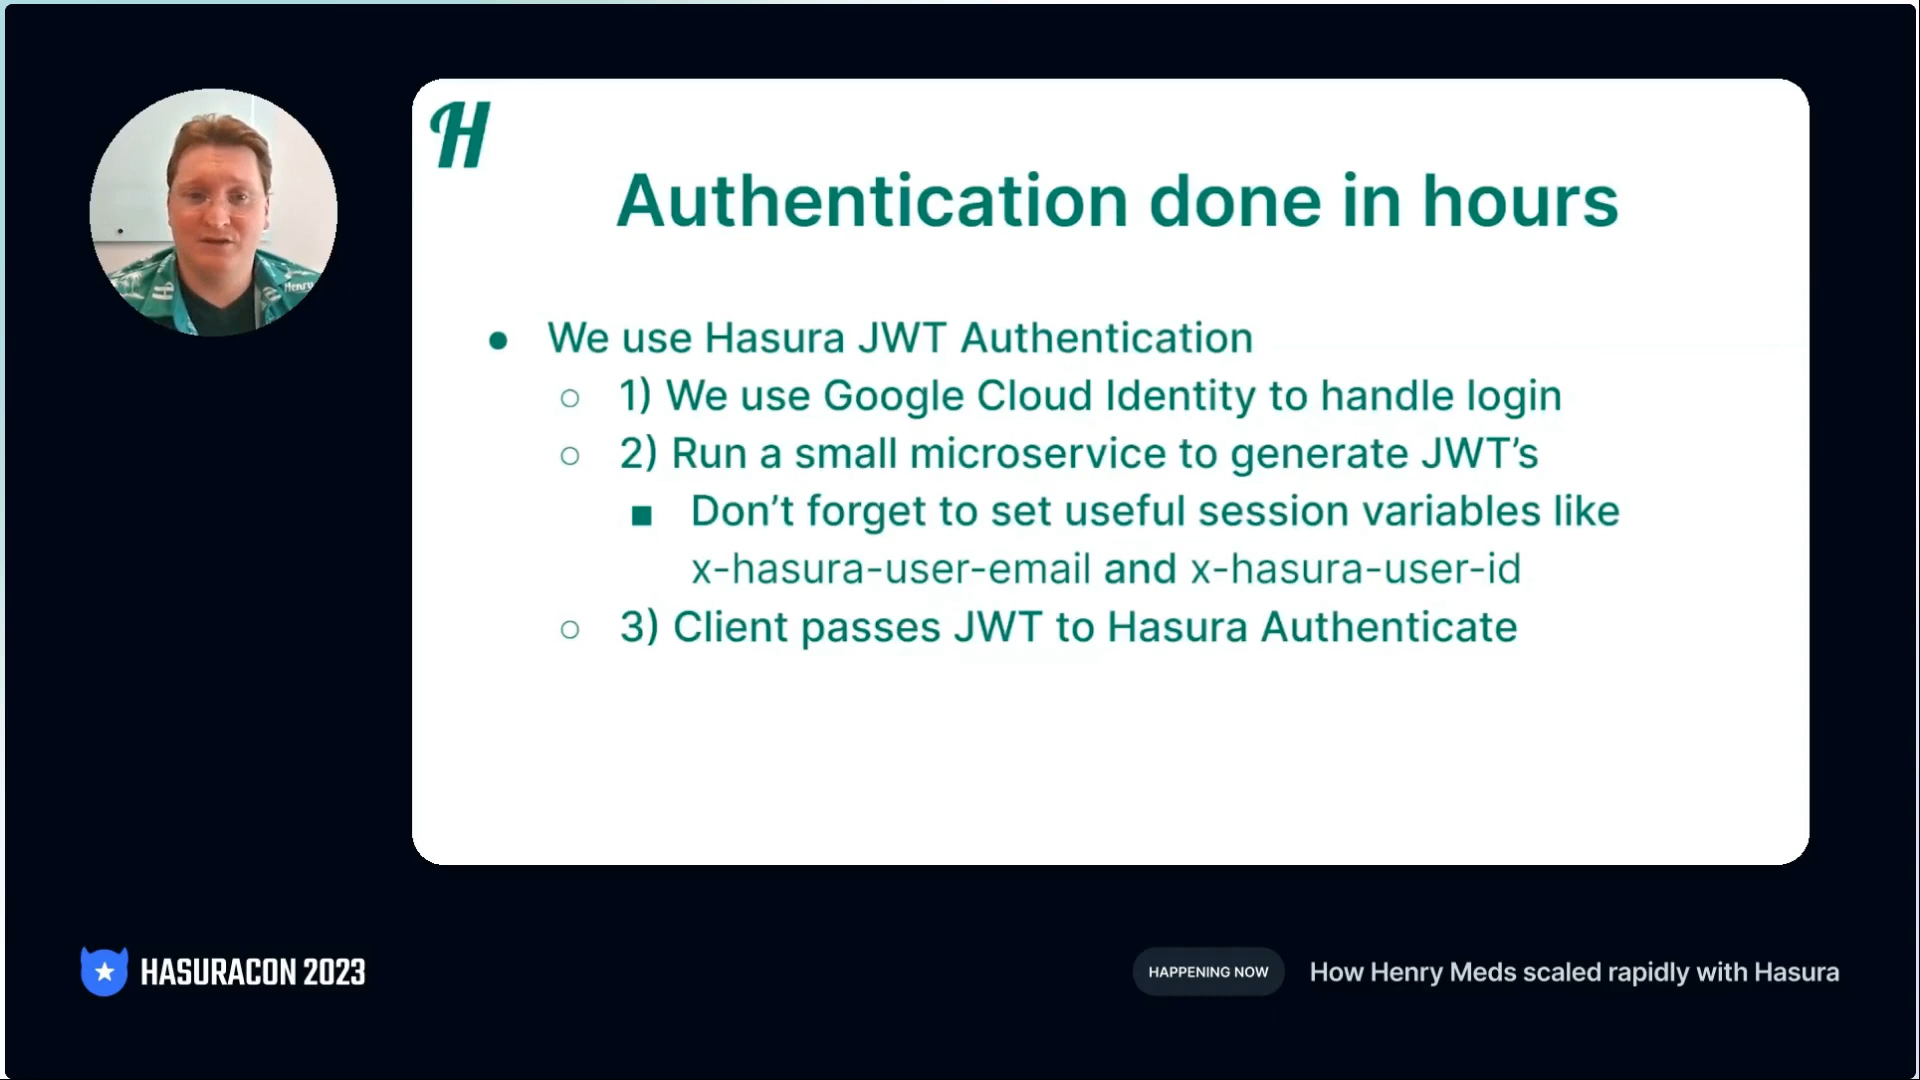 H
Authentication done in hours
● We use Hasura JWT Authentication
○ 1) We use Google Cloud Identity to handle login
○ 2) Run a small microservice to generate JWT’s
■ Don’t forget to set useful session variables like
x-hasura-user-email and x-hasura-user-id
○ 3) Client passes JWT to Hasura Authenticate
Henry
HASURACON 2023
HAPPENING NOW
How Henry Meds scaled rapidly with Hasura